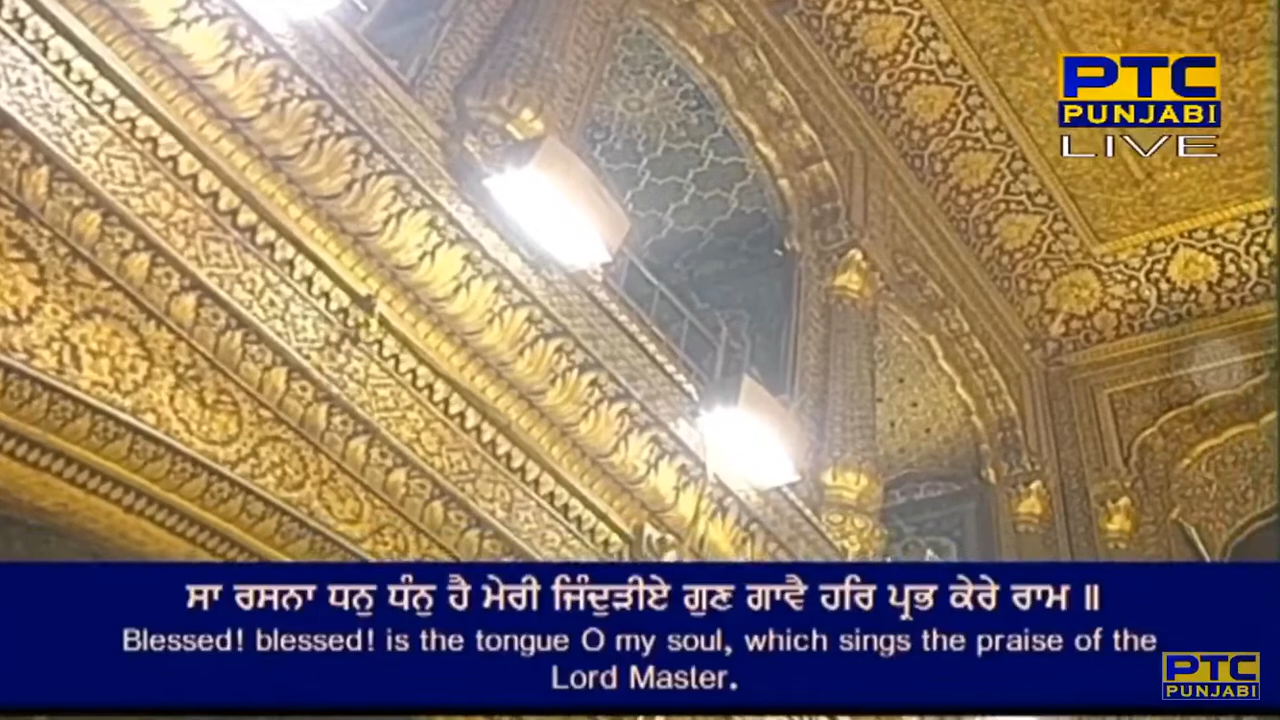 PTC
PUNJABI
LIVE
ਸਾ ਰਸਨਾ ਧਨੁ ਧੰਨੁ ਹੈ ਮੇਰੀ ਜਿੰਦੁੜੀਏ ਗੁਣ ਗਾਵੈ ਹਰਿ ਪ੍ਰਭ ਕੇਰੇ ਰਾਮ ॥
Blessed! blessed! is the tongue O my soul, which sings the praise of the
Lord Master.
PTC
PUNJABI